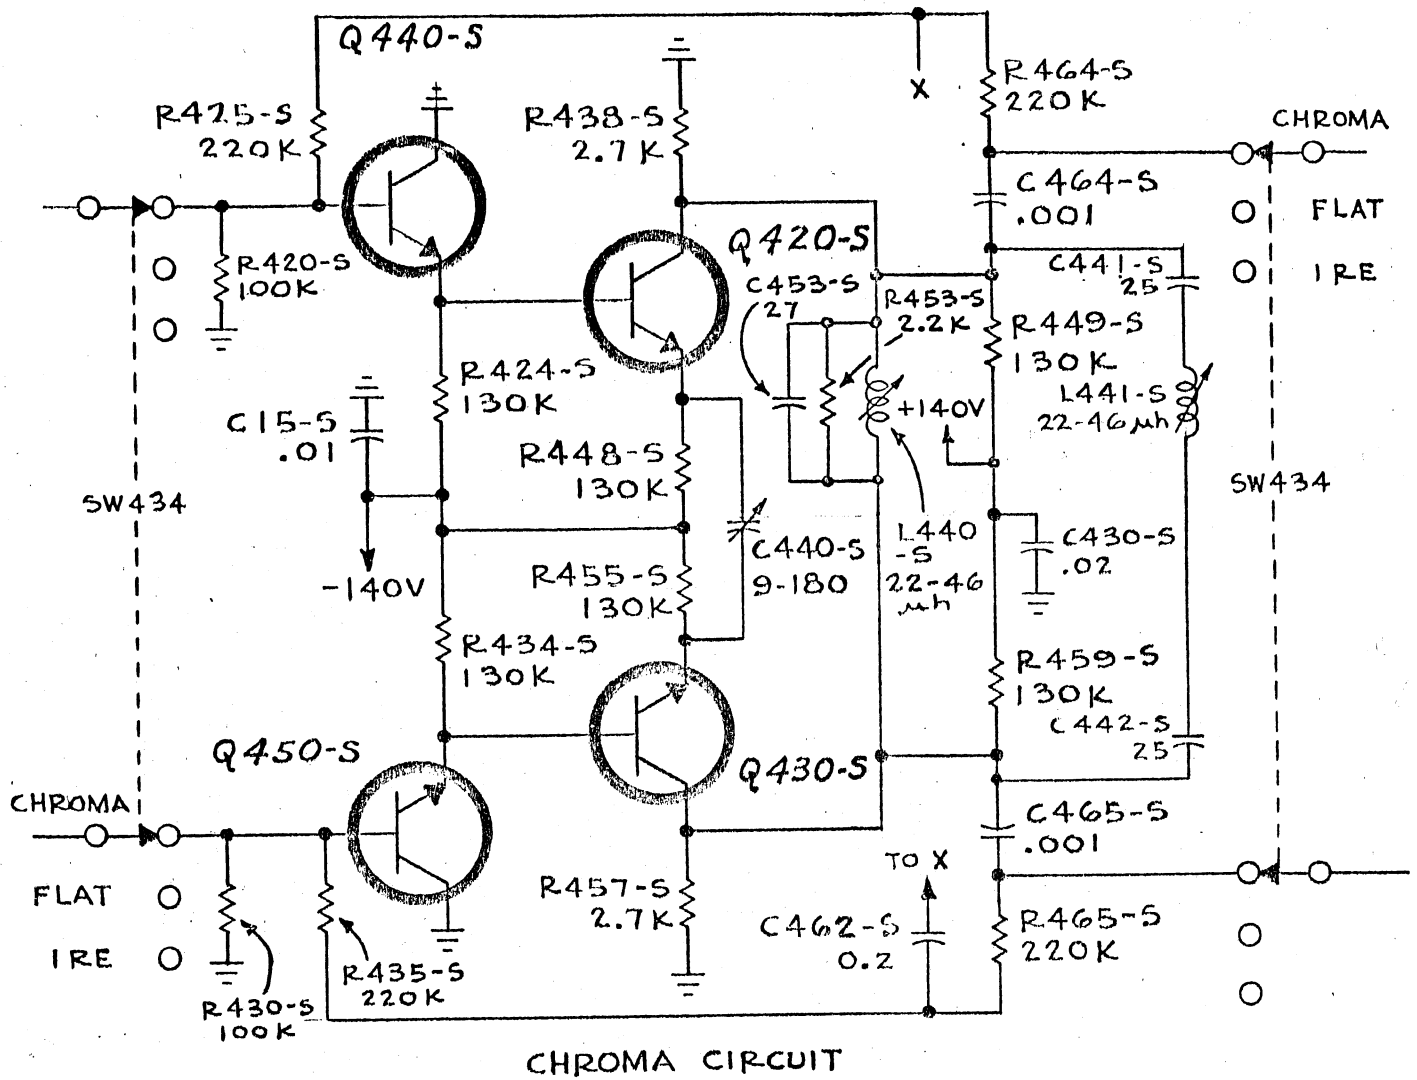 Q440-S
R425-S
220K
R438-S
2.7K
X
R464-S
220K
CHROMA
FLAT
IRE
C464-S
.001
R420-S
100K
Q420-S
C453-S
27
R453-S
2.2K
C441-S
25
R449-S
130K
L441-S
22-46 μh
R424-S
130K
C15-S
.01
+140V
R448-S
130K
SW434
SW434
C440-S
9-180
L440
-S
22-46
μh
C430-S
.02
-140V
R455-S
130K
R434-S
130K
R459-S
130K
C442-S
25
Q450-S
Q430-S
CHROMA
FLAT
IRE
C465-S
.001
TO X
R457-S
2.7K
C462-S
0.2
R465-S
220K
R435-S
220K
R430-S
100K
CHROMA CIRCUIT